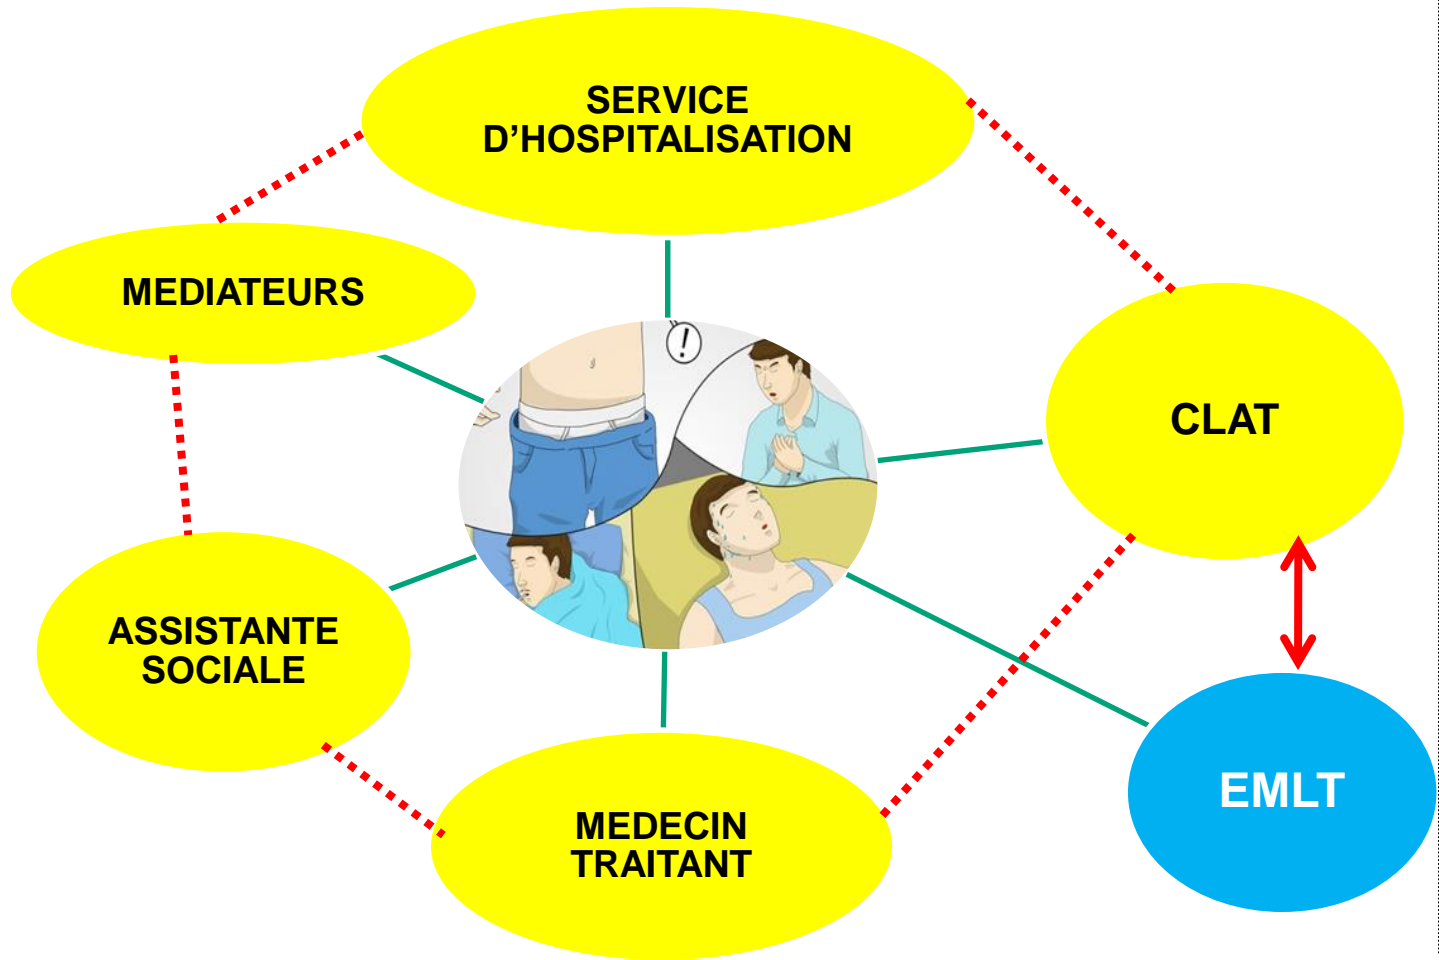 SERVICE
D’HOSPITALISATION
MEDIATEURS
!
CLAT
ASSISTANTE
SOCIALE
EMLT
MEDECIN
TRAITANT